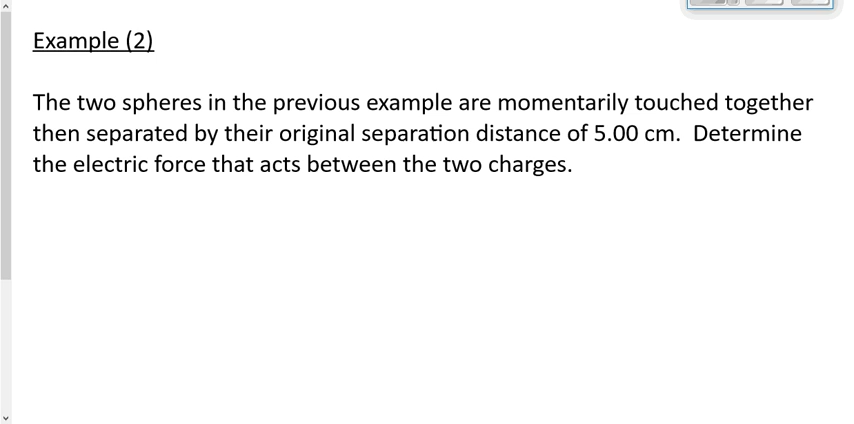 Example (2)
The two spheres in the previous example are momentarily touched together
then separated by their original separation distance of 5.00 cm.  Determine
the electric force that acts between the two charges.